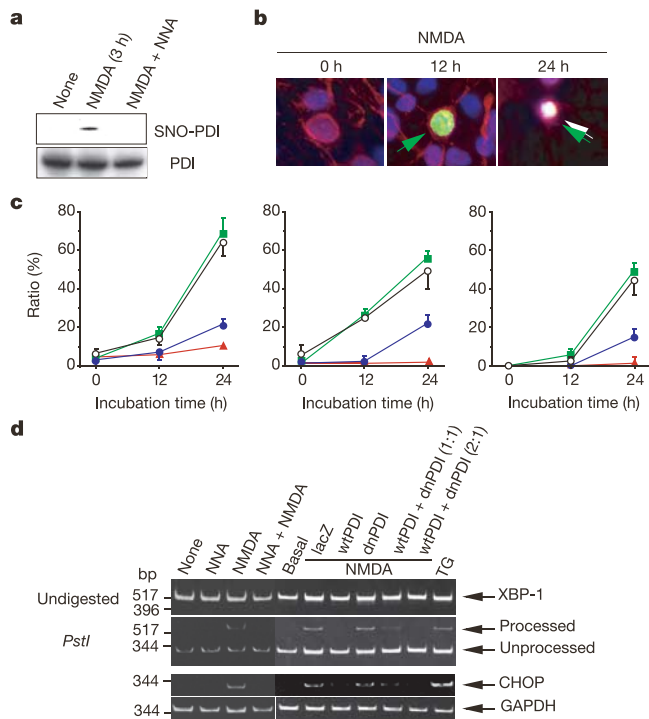 a
None
NMDA (3 h)
NMDA + NNA
SNO-PDI
PDI
b
NMDA
0 h 12 h 24 h
c
Ratio (%)
80 80 80
60 60 60
40 40 40
20 20 20
0 0 0
0 12 24 0 12 24 0 12 24
Incubation time (h) Incubation time (h) Incubation time (h)
d
None
NNA
NMDA
NNA + NMDA
Basal
lacZ
wtPDI
dnPDI
wtPDI + dnPDI (1:1)
wtPDI + dnPDI (2:1)
TG
NMDA
bp
Undigested 517 XBP-1
396
PstI 517 Processed
344 Unprocessed
344 CHOP
344 GAPDH